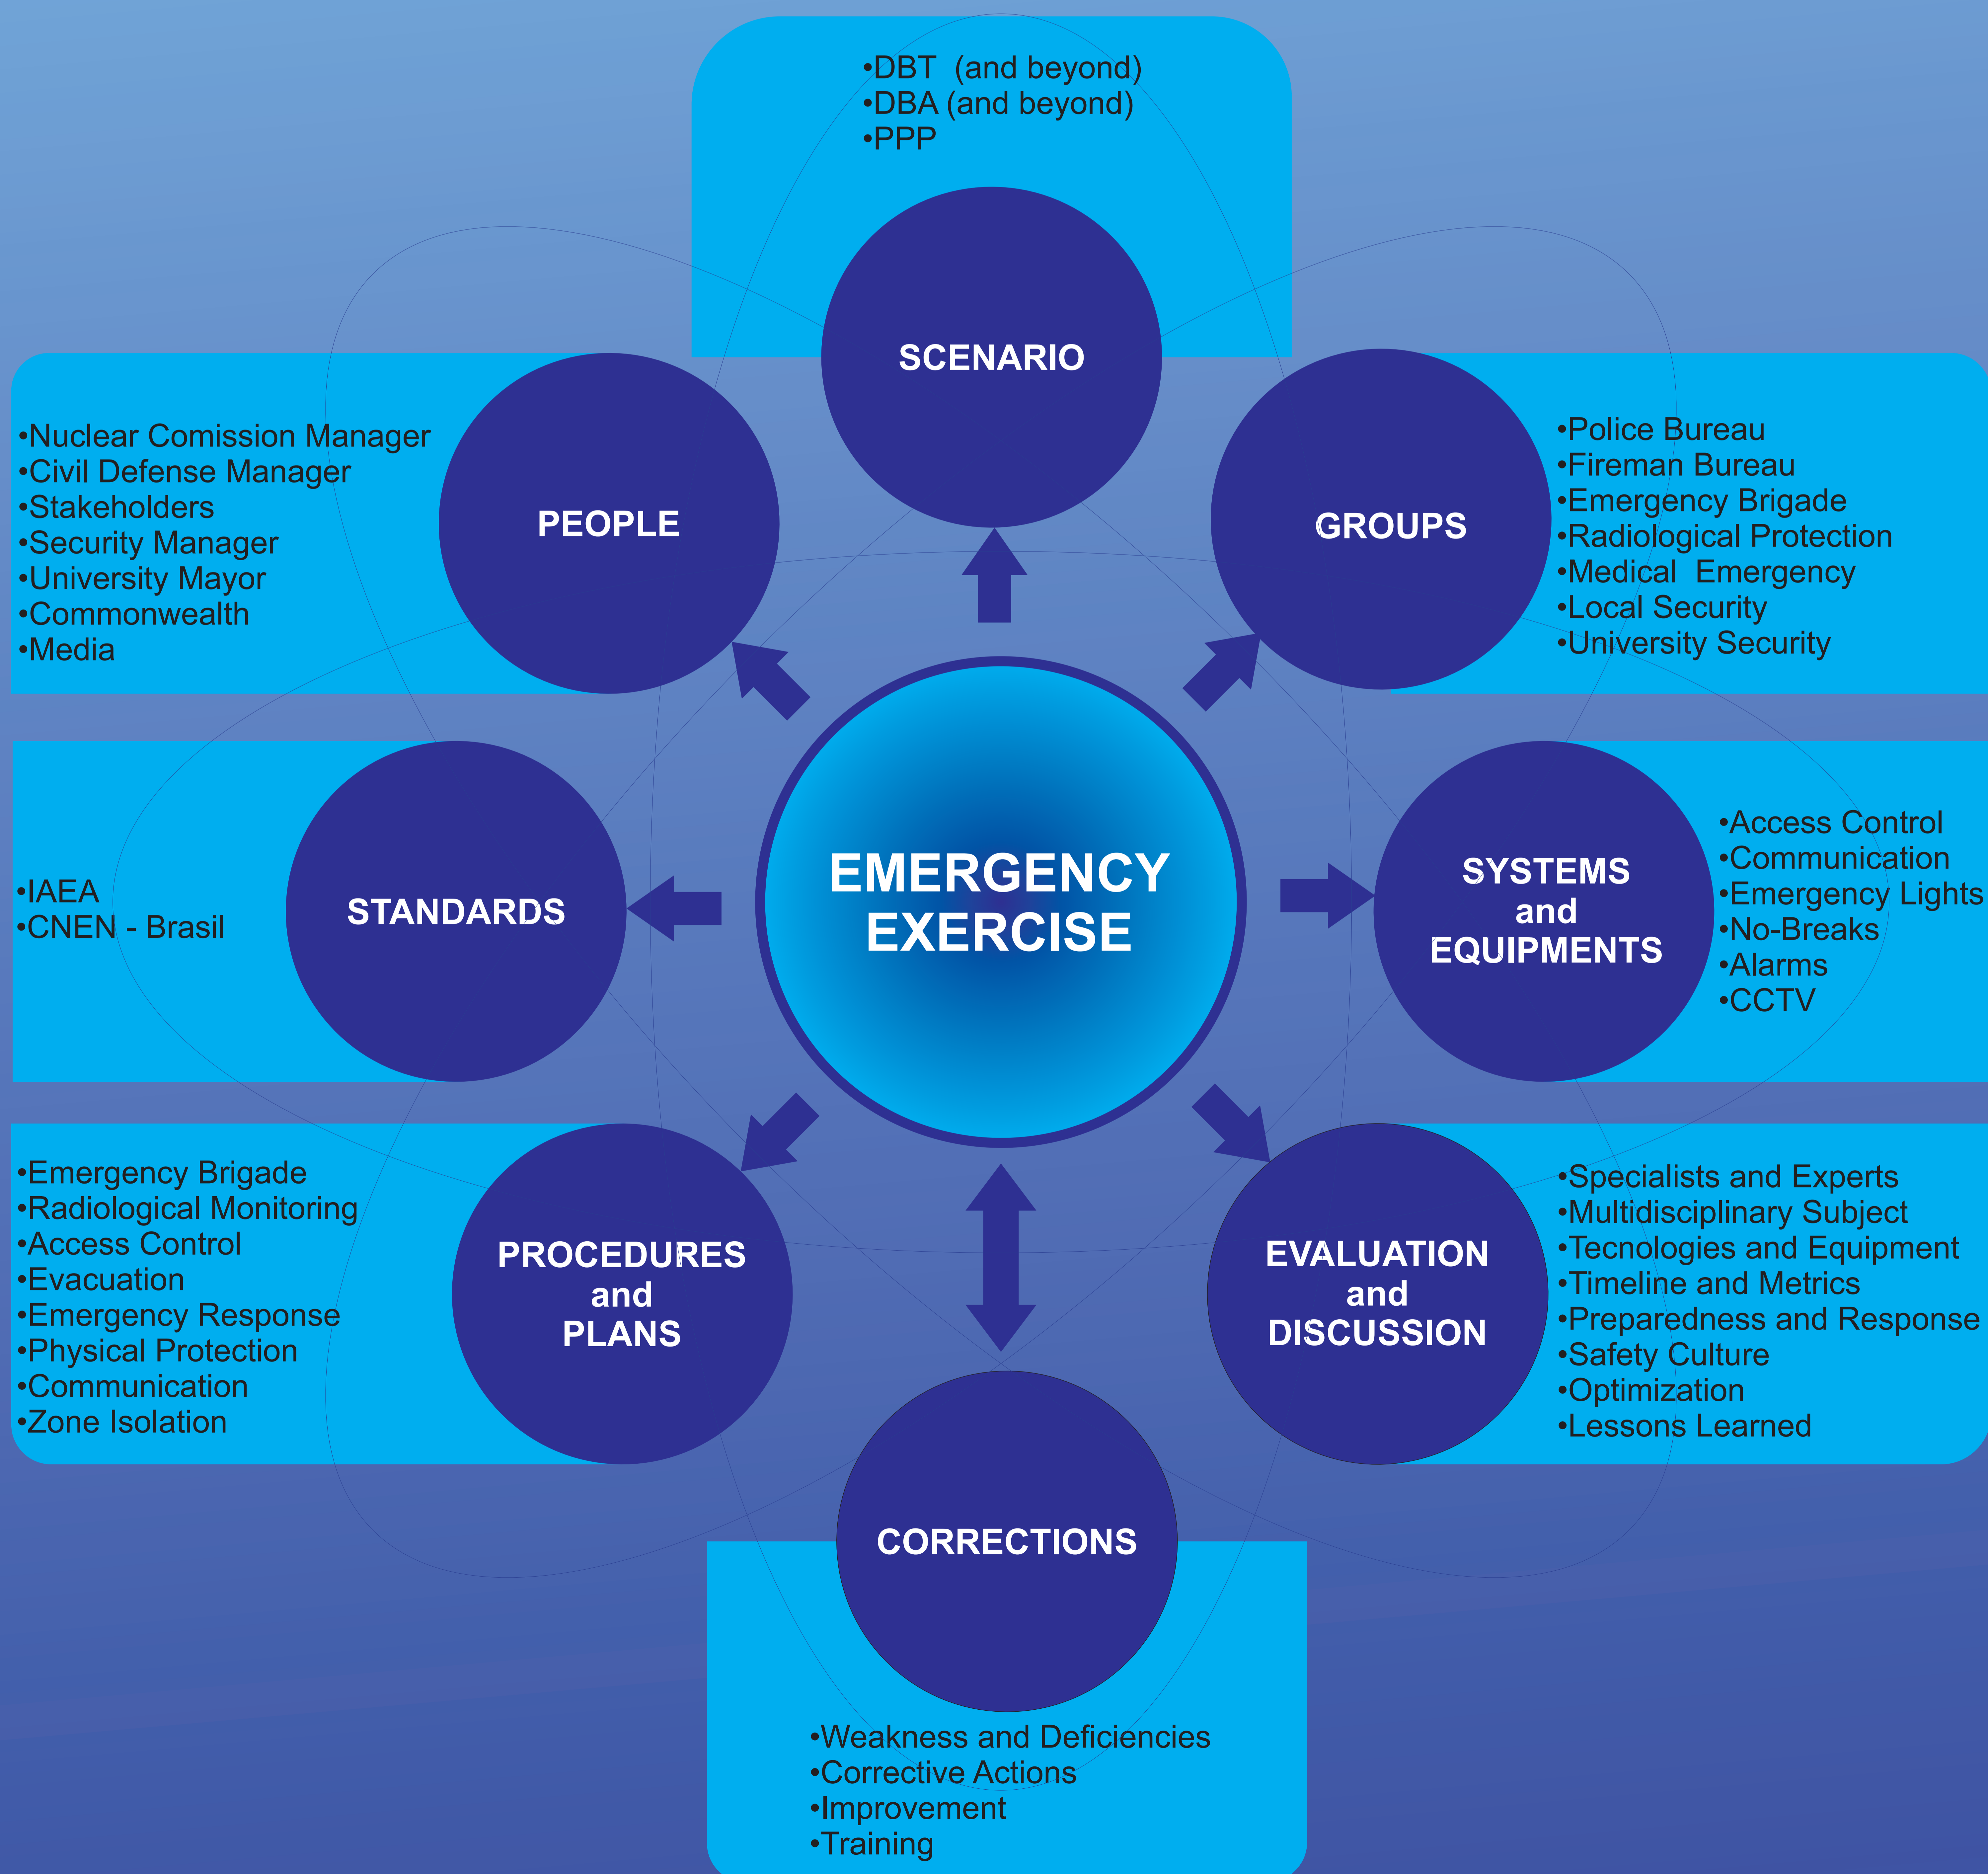 •DBT  (and beyond)
•DBA (and beyond)
•PPP
SCENARIO
•Nuclear Comission Manager
•Civil Defense Manager
•Stakeholders
•Security Manager
•University Mayor
•Commonwealth
•Media
PEOPLE
GROUPS
•Police Bureau
•Fireman Bureau
•Emergency Brigade
•Radiological Protection
•Medical  Emergency
•Local Security
•University Security
•IAEA
•CNEN - Brasil
STANDARDS
EMERGENCY
EXERCISE
SYSTEMS
and
EQUIPMENTS
•Access Control
•Communication
•Emergency Lights
•No-Breaks
•Alarms
•CCTV
•Emergency Brigade
•Radiological Monitoring
•Access Control
•Evacuation
•Emergency Response
•Physical Protection
•Communication
•Zone Isolation
PROCEDURES
and
PLANS
EVALUATION
and
DISCUSSION
•Specialists and Experts
•Multidisciplinary Subject
•Tecnologies and Equipment
•Timeline and Metrics
•Preparedness and Response
•Safety Culture
•Optimization
•Lessons Learned
CORRECTIONS
•Weakness and Deficiencies
•Corrective Actions
•Improvement
•Training